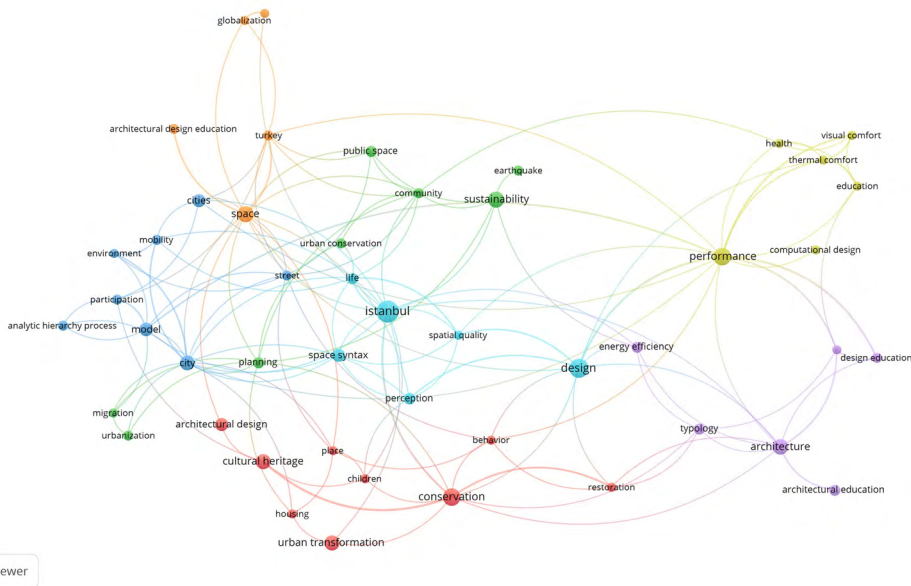 globalization
architectural design education
turkey
public space
health
visual comfort
thermal comfort
earthquake
community
sustainability
education
cities
space
mobility
environment
urban conservation
computational design
performance
street
life
participation
istanbul
analytic hierarchy process
model
spatial quality
energy efficiency
space syntax
city
planning
design
design education
perception
migration
urbanization
architectural design
typology
behavior
architecture
place
cultural heritage
children
restoration
architectural education
conservation
housing
urban transformation
ewer